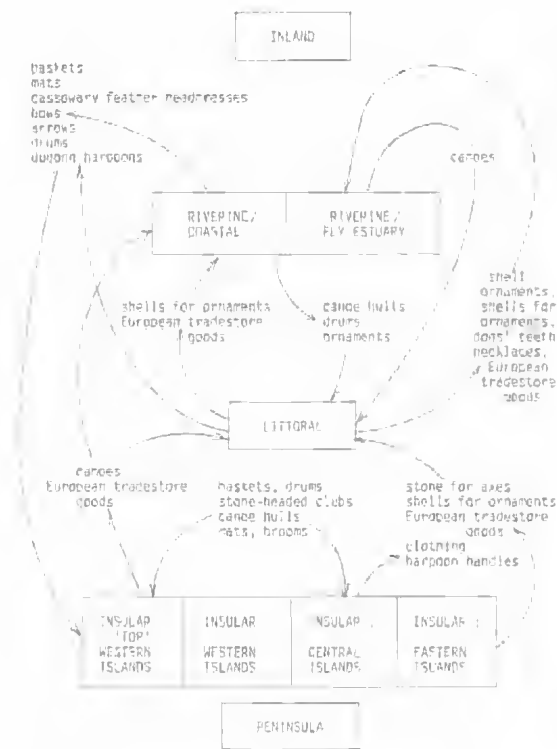 INLAND
baskets
mats
cassowary feather headdresses
bows
arrows
drums
dugong harpoons
canoes
RIVERINE/
COASTAL
RIVERINE/
FLY ESTUARY
shells for ornaments
European tradestore
goods
canoe hulls
drums
ornaments
shell
ornaments,
shells for
ornaments,
dogs' teeth
necklaces,
European
tradestore
goods
LITTORAL
canoes
European tradestore
goods
baskets, drums
stone-headed clubs
canoe hulls
mats, brooms
stone for axes
shells for ornaments
European tradestore
goods
clothing
harpoon handles
INSULAR
'TOP'
WESTERN
ISLANDS
INSULAR
WESTERN
ISLANDS
INSULAR :
CENTRAL
ISLANDS
INSULAR :
EASTERN
ISLANDS
PENINSULA